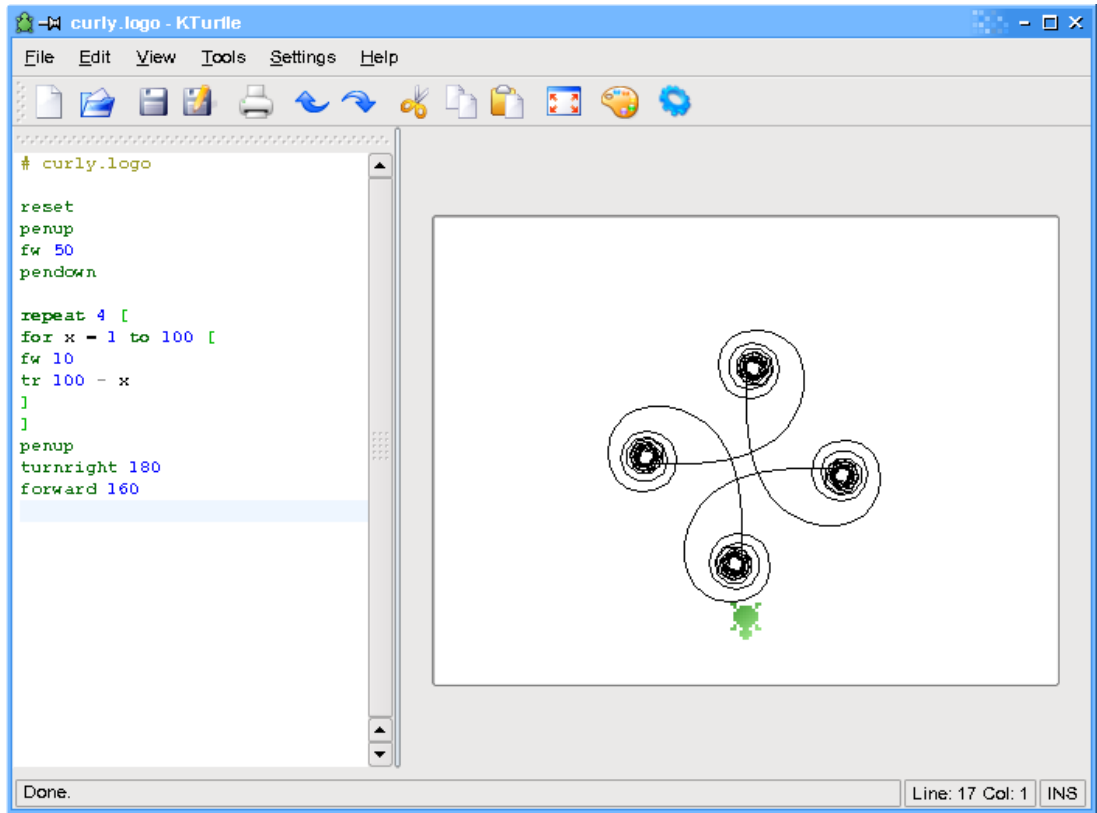 curly.logo - KTurtle
File Edit View Tools Settings Help
# curly.logo
reset
penup
fw 50
pendown
repeat 4 [
for x = 1 to 100 [
fw 10
tr 100 - x
]
]
penup
turnright 180
forward 160
Done.
Line: 17 Col: 1 INS